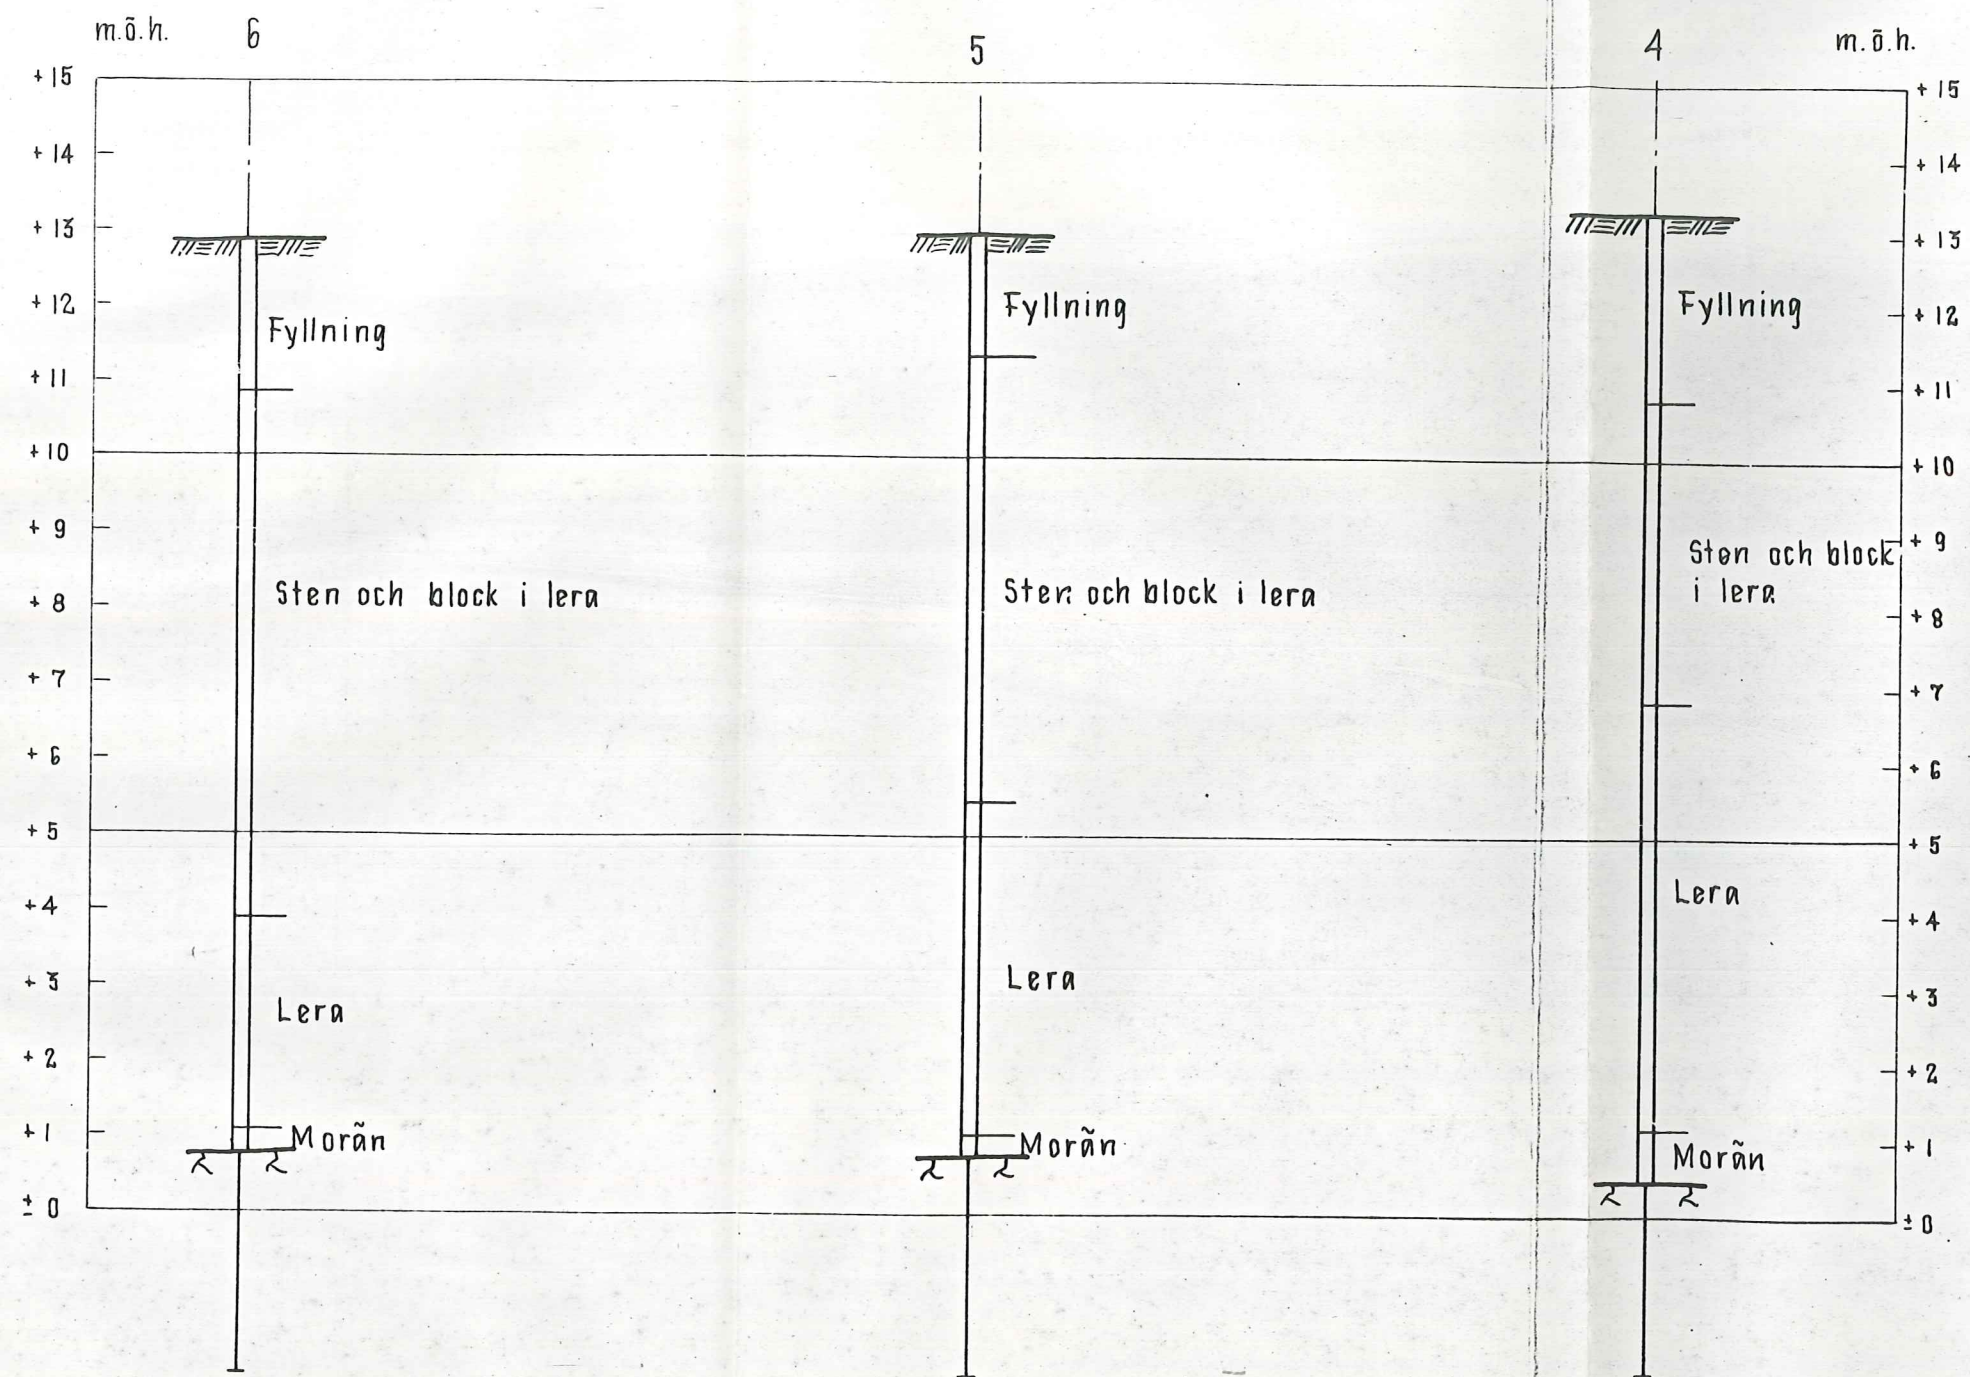 m.ö.h.
6
5
4
m.ö.h.
+ 15
+ 14
+ 13
+ 12
+ 11
+ 10
+ 9
+ 8
+ 7
+ 6
+ 5
+ 4
+ 3
+ 2
+ 1
± 0
Fyllning
Sten och block i lera
Lera
Morän
Fyllning
Sten och block i lera
Lera
Morän
Fyllning
Sten och block
i lera
Lera
Morän
+ 15
+ 14
+ 13
+ 12
+ 11
+ 10
+ 9
+ 8
+ 7
+ 6
+ 5
+ 4
+ 3
+ 2
+ 1
± 0